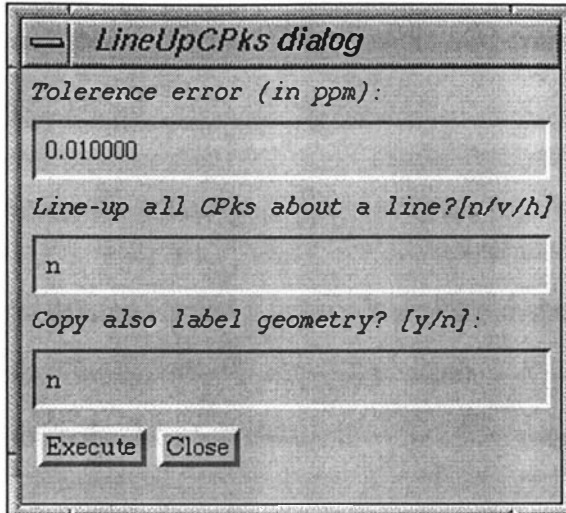 LineUpCPks dialog
Tolerence error (in ppm):
0.010000
Line-up all CPks about a line?[n/v/h]
n
Copy also label geometry? [y/n]:
n
Execute Close